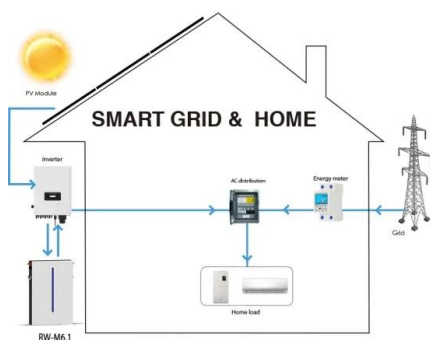 PV Module
SMART GRID & HOME
Inverter
AC distribution
Energy meter
Grid
Home load
RW-M6.1